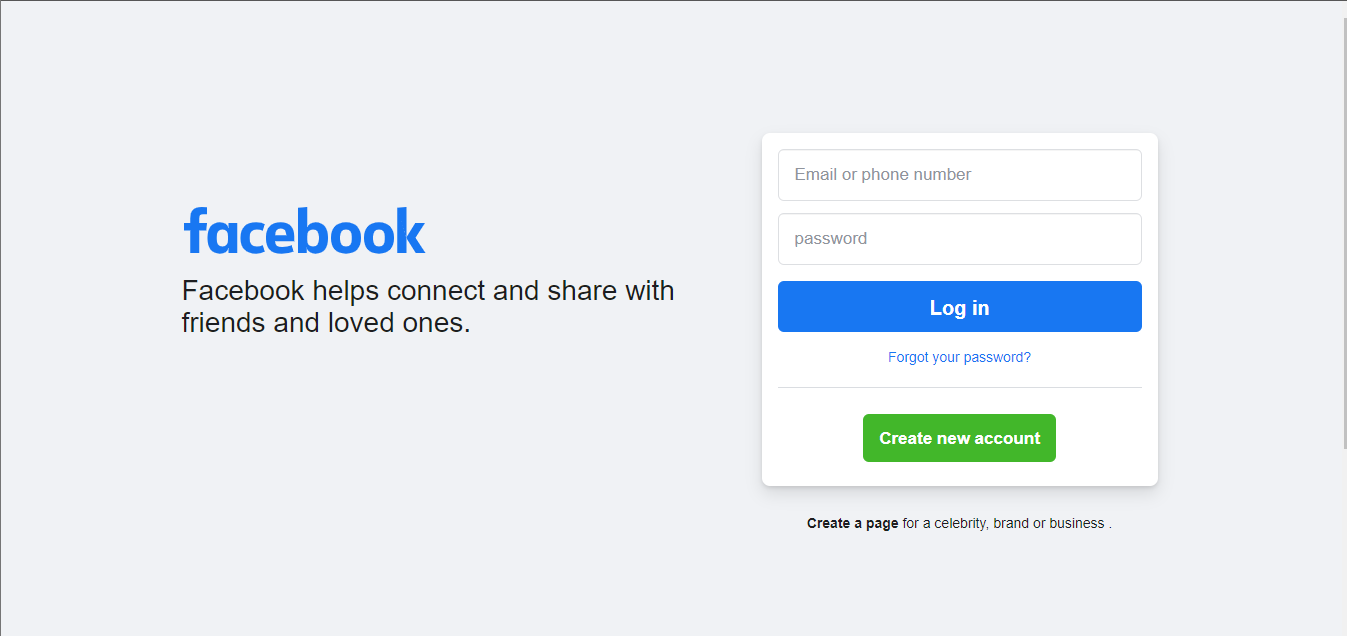 facebook
Facebook helps connect and share with
friends and loved ones.
Email or phone number
password
Log in
Forgot your password?
Create new account
Create a page for a celebrity, brand or business .